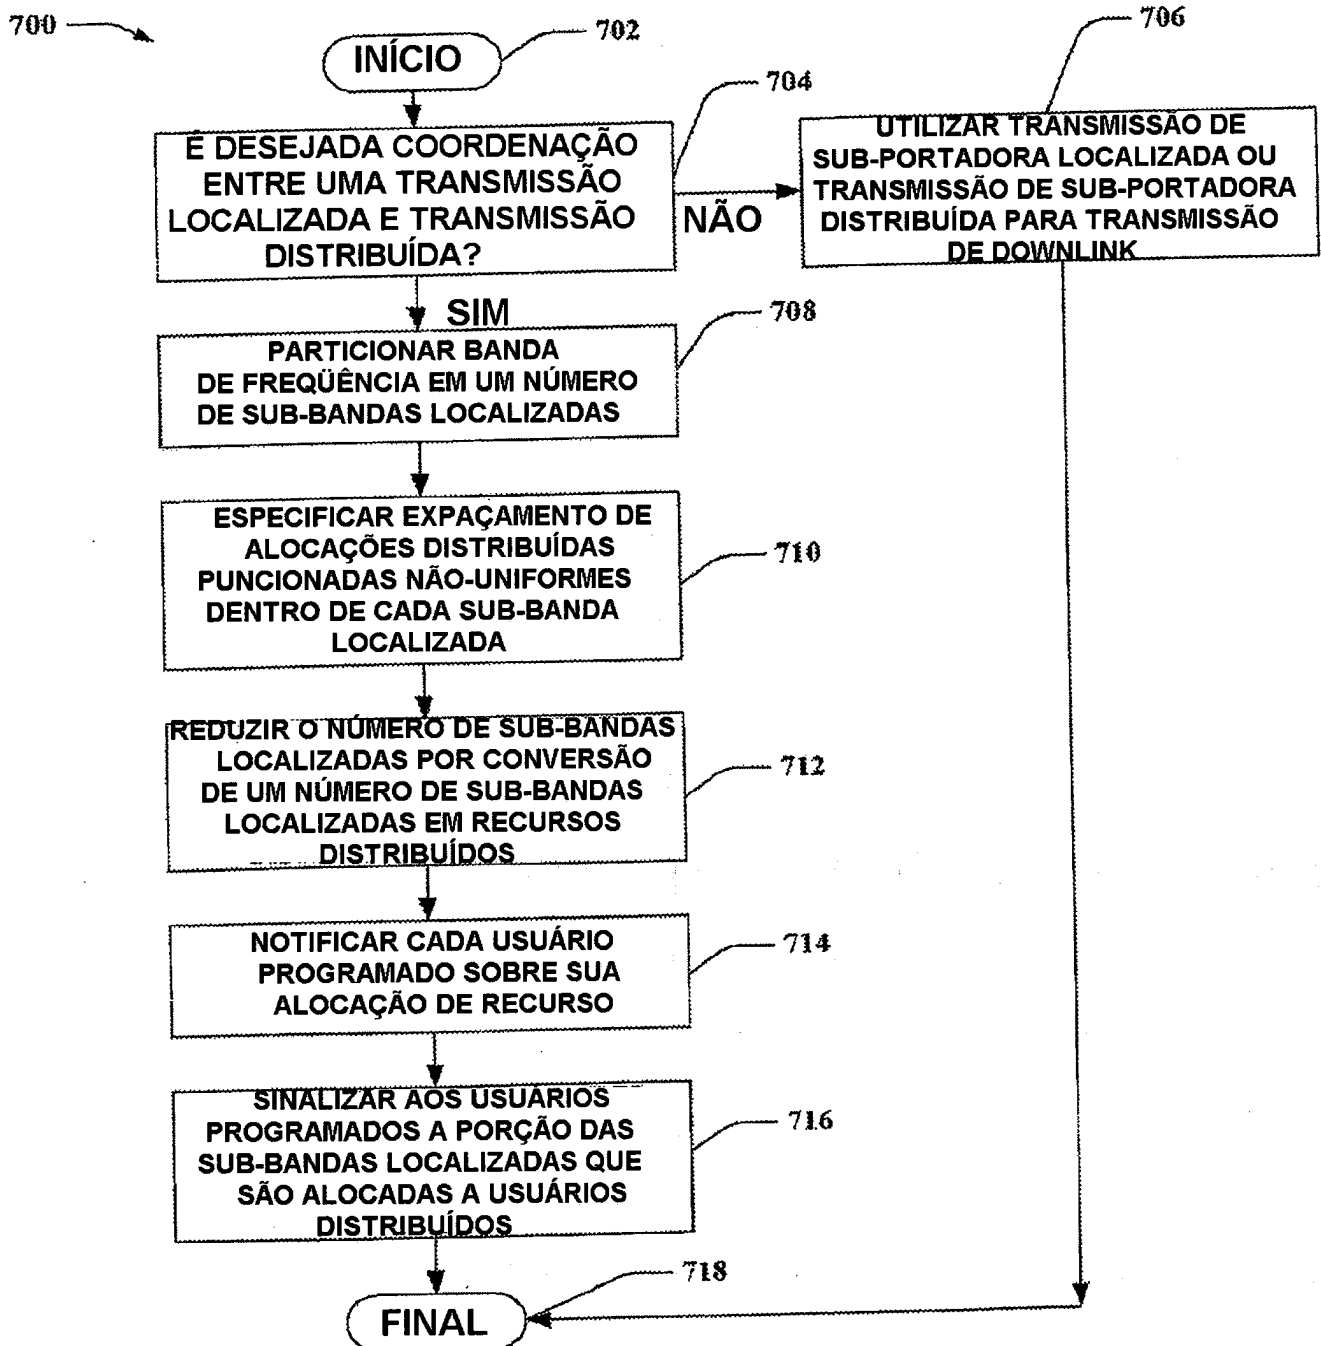 700
INÍCIO
702
704
É DESEJADA COORDENAÇÃO
ENTRE UMA TRANSMISSÃO
LOCALIZADA E TRANSMISSÃO
DISTRIBUÍDA?
NÃO
706
UTILIZAR TRANSMISSÃO DE
SUB-PORTADORA LOCALIZADA OU
TRANSMISSÃO DE SUB-PORTADORA
DISTRIBUÍDA PARA TRANSMISSÃO
DE DOWNLINK
SIM
708
PARTICIONAR BANDA
DE FREQÜÊNCIA EM UM NÚMERO
DE SUB-BANDAS LOCALIZADAS
ESPECIFICAR EXPAÇAMENTO DE
ALOCAÇÕES DISTRIBUÍDAS
PUNCIONADAS NÃO-UNIFORMES
DENTRO DE CADA SUB-BANDA
LOCALIZADA
710
REDUZIR O NÚMERO DE SUB-BANDAS
LOCALIZADAS POR CONVERSÃO
DE UM NÚMERO DE SUB-BANDAS
LOCALIZADAS EM RECURSOS
DISTRIBUÍDOS
712
NOTIFICAR CADA USUÁRIO
PROGRAMADO SOBRE SUA
ALOCAÇÃO DE RECURSO
714
SINALIZAR AOS USUÁRIOS
PROGRAMADOS A PORÇÃO DAS
SUB-BANDAS LOCALIZADAS QUE
SÃO ALOCADAS A USUÁRIOS
DISTRIBUÍDOS
716
718
FINAL